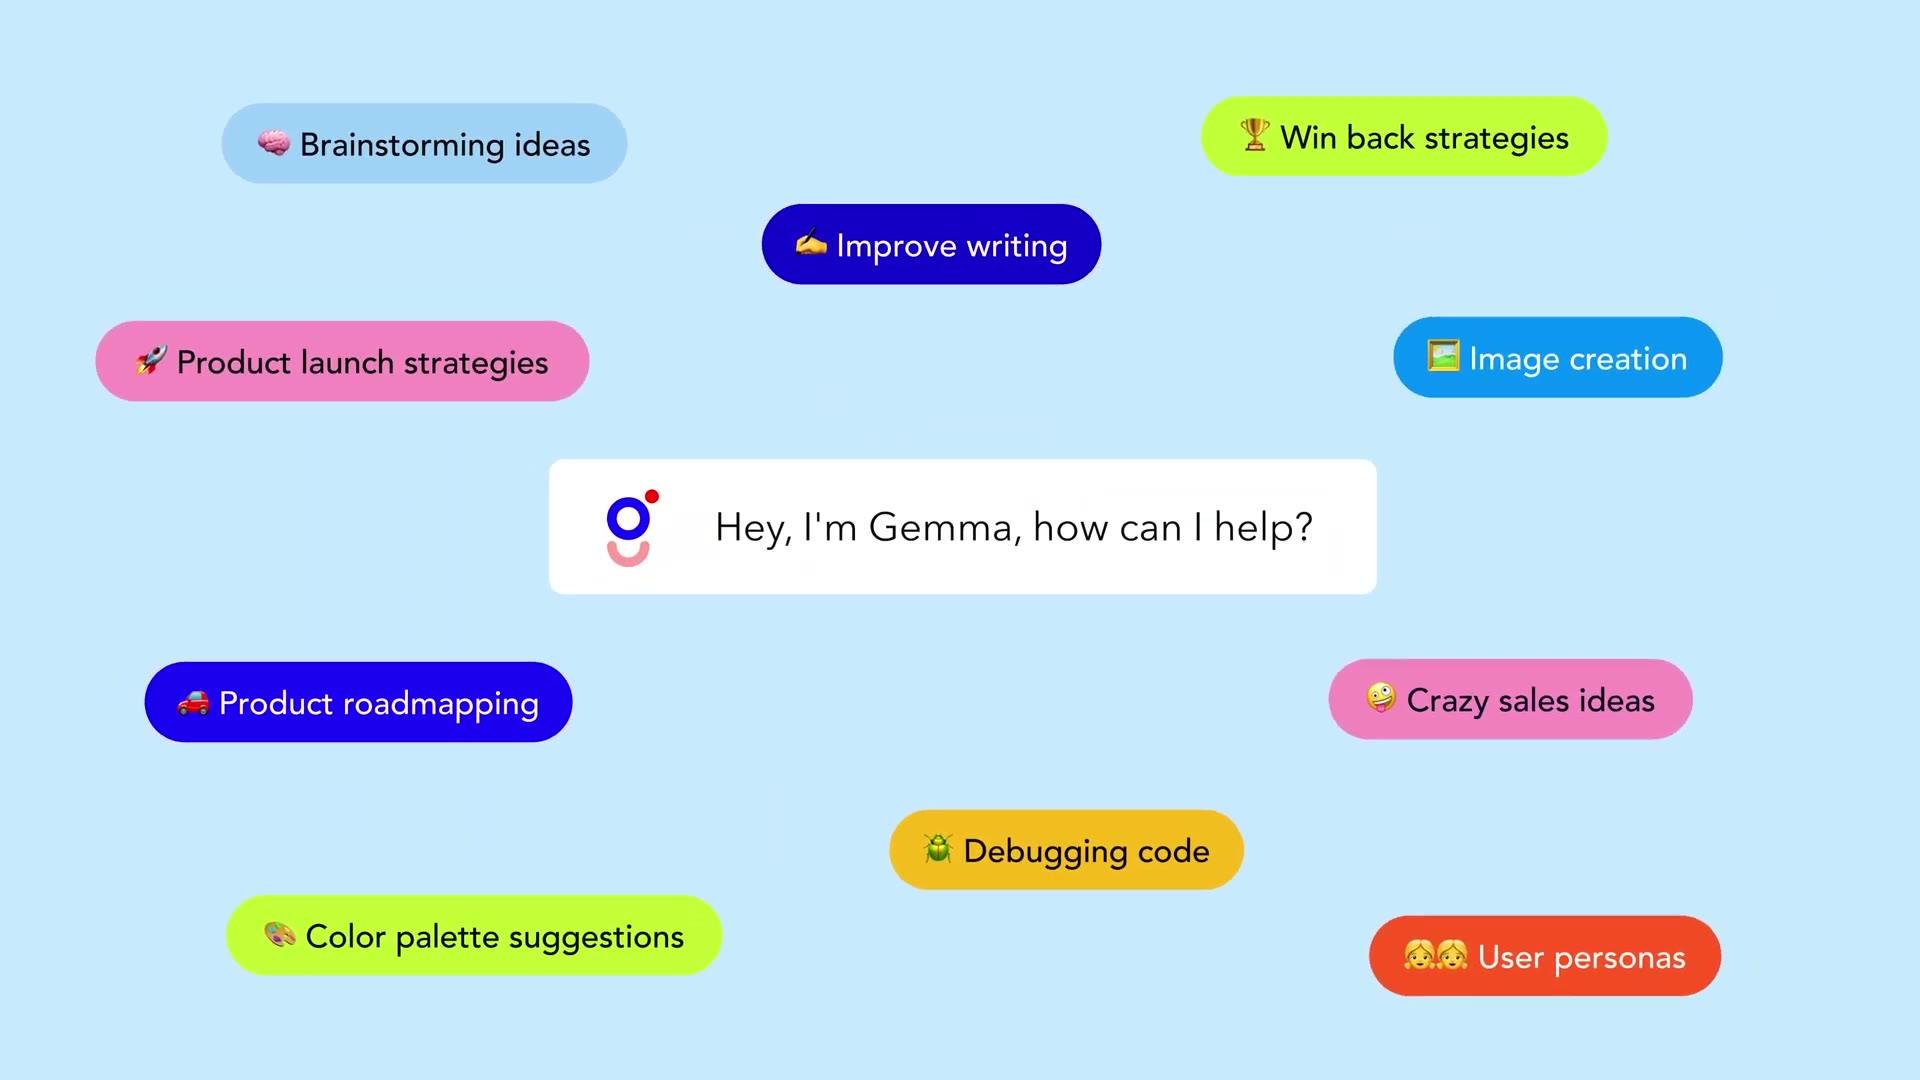 🧠 Brainstorming ideas
🏆 Win back strategies
✍️ Improve writing
🚀 Product launch strategies
🖼️ Image creation
Hey, I'm Gemma, how can I help?
🚗 Product roadmapping
🤪 Crazy sales ideas
🪲 Debugging code
🎨 Color palette suggestions
👧👧 User personas